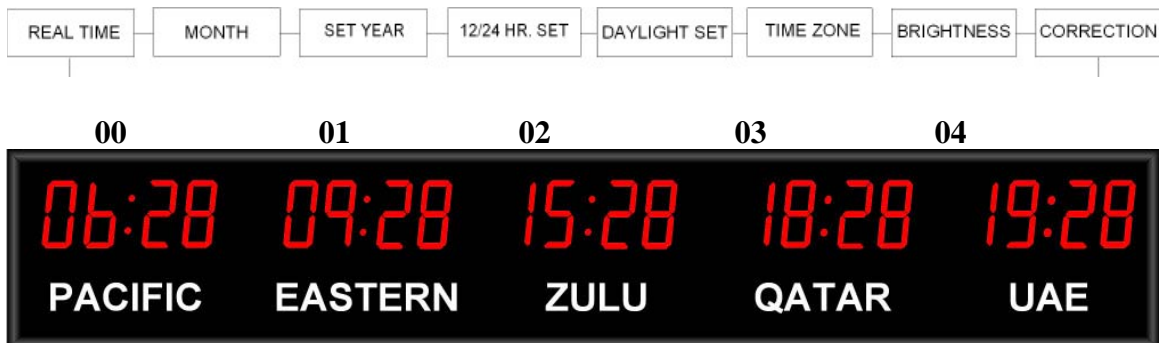 REAL TIME MONTH SET YEAR 12/24 HR. SET DAYLIGHT SET TIME ZONE BRIGHTNESS CORRECTION
00 01 02 03 04
06:28 09:28 15:28 18:28 19:28
PACIFIC EASTERN ZULU QATAR UAE